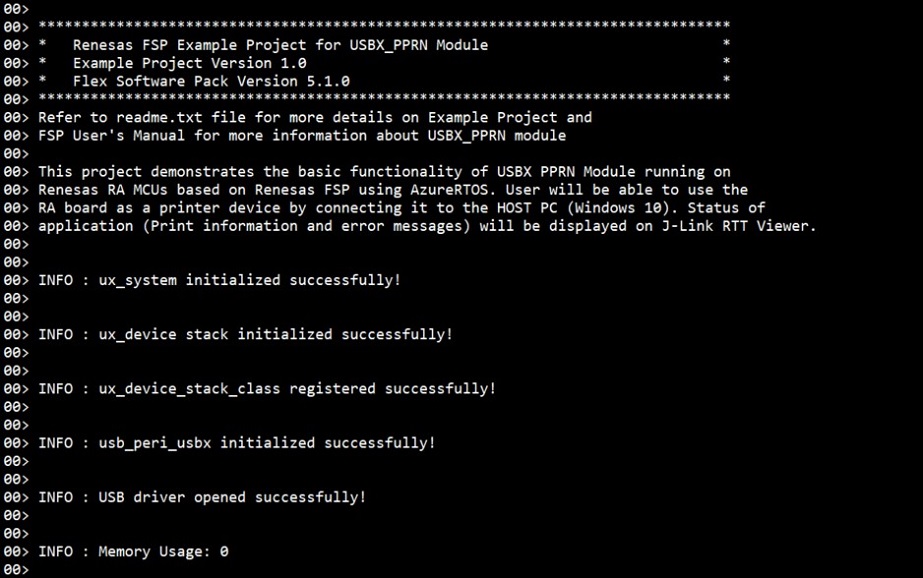 00>
00> ********************************************************************************
00> *   Renesas FSP Example Project for USBX_PPRN Module                           *
00> *   Example Project Version 1.0                                                *
00> *   Flex Software Pack Version 5.1.0                                           *
00> ********************************************************************************
00> Refer to readme.txt file for more details on Example Project and
00> FSP User's Manual for more information about USBX_PPRN module
00>
00> This project demonstrates the basic functionality of USBX PPRN Module running on
00> Renesas RA MCUs based on Renesas FSP using AzureRTOS. User will be able to use the
00> RA board as a printer device by connecting it to the HOST PC (Windows 10). Status of
00> application (Print information and error messages) will be displayed on J-Link RTT Viewer.
00>
00>
00> INFO : ux_system initialized successfully!
00>
00>
00> INFO : ux_device stack initialized successfully!
00>
00>
00> INFO : ux_device_stack_class registered successfully!
00>
00>
00> INFO : usb_peri_usbx initialized successfully!
00>
00>
00> INFO : USB driver opened successfully!
00>
00>
00> INFO : Memory Usage: 0
00>